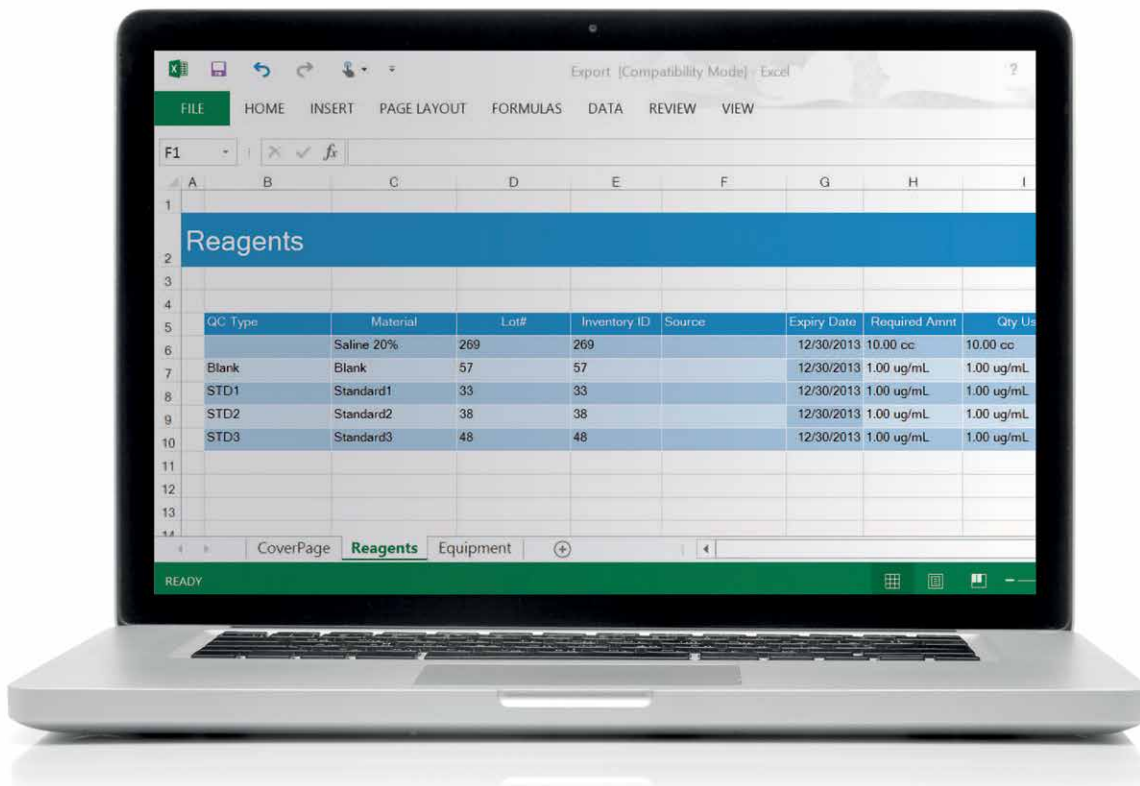 Export [Compatibility Mode] - Excel ?
FILE HOME INSERT PAGE LAYOUT FORMULAS DATA REVIEW VIEW
F1 fx
A B C D E F G H I
1
2 Reagents
3
4
5 QC Type Material Lot# Inventory ID Source Expiry Date Required Amnt Qty Us
6 Saline 20% 269 269 12/30/2013 10.00 cc 10.00 cc
7 Blank Blank 57 57 12/30/2013 1.00 ug/mL 1.00 ug/mL
8 STD1 Standard1 33 33 12/30/2013 1.00 ug/mL 1.00 ug/mL
9 STD2 Standard2 38 38 12/30/2013 1.00 ug/mL 1.00 ug/mL
10 STD3 Standard3 48 48 12/30/2013 1.00 ug/mL 1.00 ug/mL
11
12
13
14
CoverPage Reagents Equipment
READY